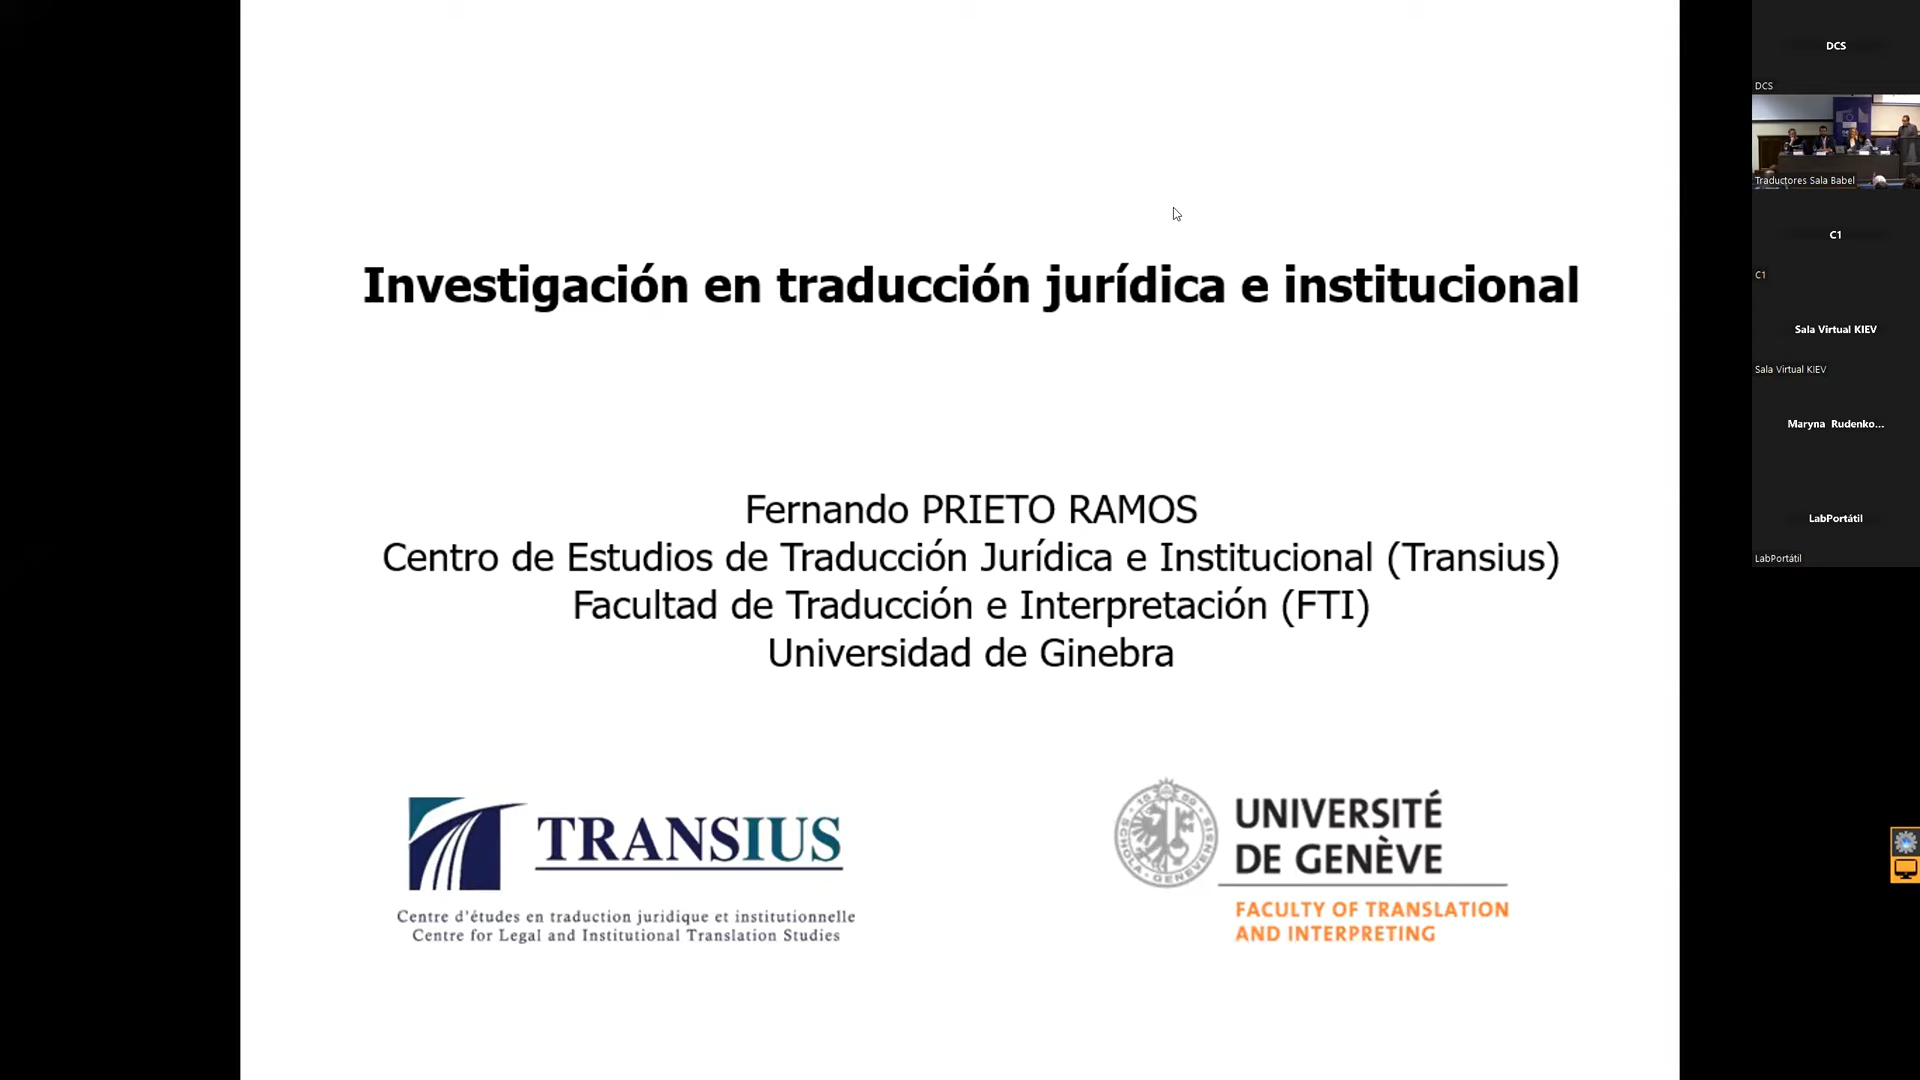 Investigación en traducción jurídica e institucional
Fernando PRIETO RAMOS
Centro de Estudios de Traducción Jurídica e Institucional (Transius)
Facultad de Traducción e Interpretación (FTI)
Universidad de Ginebra
TRANSIUS
Centre d'études en traduction juridique et institutionnelle
Centre for Legal and Institutional Translation Studies
SCHOLA GENEVENSIS
1559
UNIVERSITÉ
DE GENÈVE
FACULTY OF TRANSLATION
AND INTERPRETING
DCS
DCS
Traductores Sala Babel
C1
C1
Sala Virtual KIEV
Sala Virtual KIEV
Maryna Rudenko...
LabPortátil
LabPortátil